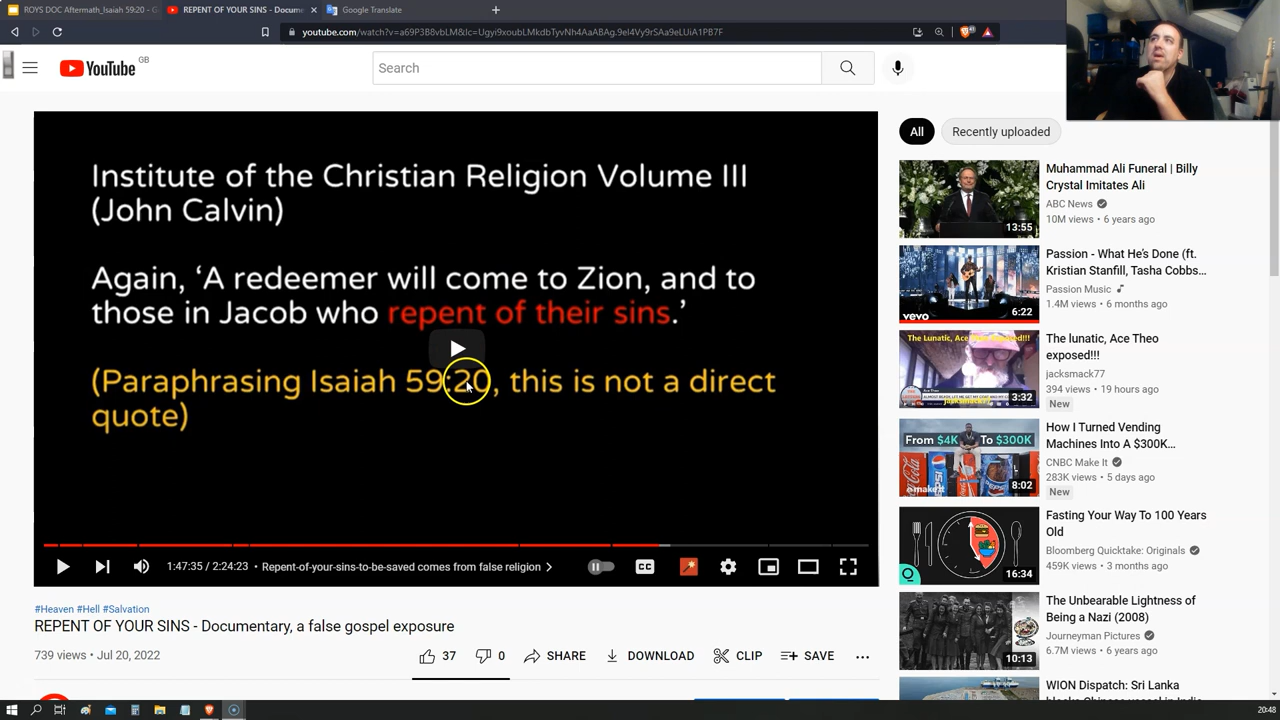 ROYS DOC Aftermath_Isaiah 59:20 - G
REPENT OF YOUR SINS - Docume
Google Translate
youtube.com/watch?v=a69P3B8vbLM&lc=Ugyi9xoubLMkdbTyvNh4AaABAg.9eI4Vy9rSAa9eLUiA1PB7F
YouTube GB
Search
Institute of the Christian Religion Volume III
(John Calvin)
Again, ‘A redeemer will come to Zion, and to
those in Jacob who repent of their sins.’
(Paraphrasing Isaiah 59:20, this is not a direct
quote)
1:47:35 / 2:24:23 • Repent-of-your-sins-to-be-saved comes from false religion
CC
#Heaven #Hell #Salvation
REPENT OF YOUR SINS - Documentary, a false gospel exposure
739 views • Jul 20, 2022
37
0
SHARE
DOWNLOAD
CLIP
SAVE
All
Recently uploaded
13:55
Muhammad Ali Funeral | Billy
Crystal Imitates Ali
ABC News
10M views • 6 years ago
vevo
6:22
Passion - What He's Done (ft.
Kristian Stanfill, Tasha Cobbs...
Passion Music
1.4M views • 6 months ago
The Lunatic, Ace Theo Exposed!!!
3:32
The lunatic, Ace Theo
exposed!!!
jacksmack77
394 views • 19 hours ago
New
From $4K To $300K
make it
8:02
How I Turned Vending
Machines Into A $300K...
CNBC Make It
283K views • 5 days ago
New
16:34
Fasting Your Way To 100 Years
Old
Bloomberg Quicktake: Originals
459K views • 3 months ago
10:13
The Unbearable Lightness of
Being a Nazi (2008)
Journeyman Pictures
6.7M views • 6 years ago
WION Dispatch: Sri Lanka
20:48